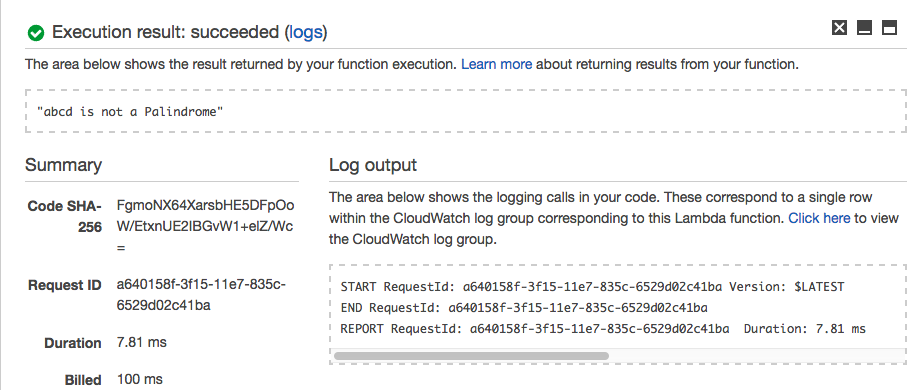 Execution result: succeeded (logs)
The area below shows the result returned by your function execution. Learn more about returning results from your function.
"abcd is not a Palindrome"
Summary
Code SHA-256 FgmoNX64XarsbHE5DFpOo
W/EtxnUE2IBGvW1+elZ/Wc
=
Request ID a640158f-3f15-11e7-835c-
6529d02c41ba
Duration 7.81 ms
Billed 100 ms
Log output
The area below shows the logging calls in your code. These correspond to a single row
within the CloudWatch log group corresponding to this Lambda function. Click here to view
the CloudWatch log group.
START RequestId: a640158f-3f15-11e7-835c-6529d02c41ba Version: $LATEST
END RequestId: a640158f-3f15-11e7-835c-6529d02c41ba
REPORT RequestId: a640158f-3f15-11e7-835c-6529d02c41ba Duration: 7.81 ms